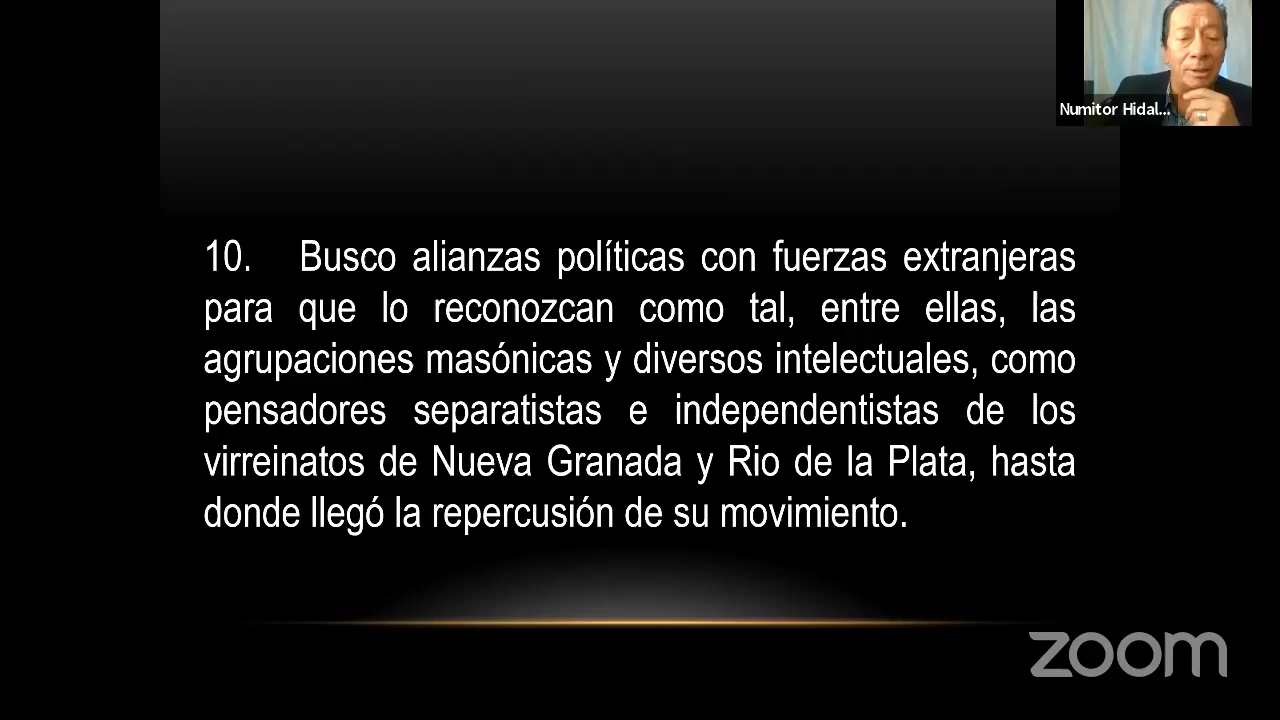 Numitor Hidal...
10. Busco alianzas políticas con fuerzas extranjeras
para que lo reconozcan como tal, entre ellas, las
agrupaciones masónicas y diversos intelectuales, como
pensadores separatistas e independentistas de los
virreinatos de Nueva Granada y Rio de la Plata, hasta
donde llegó la repercusión de su movimiento.
zoom